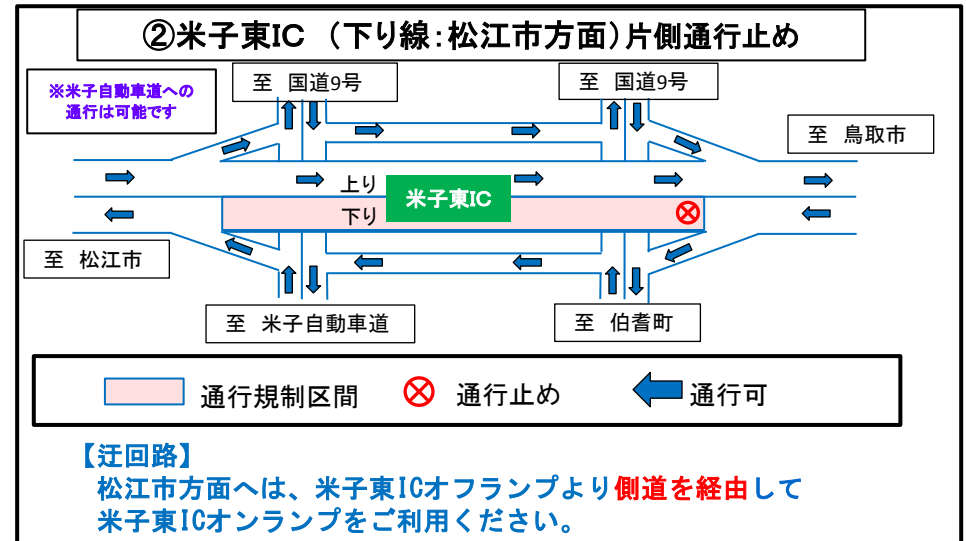 ②米子東IC （下り線：松江市方面）片側通行止め
※米子自動車道への
通行は可能です
至 国道9号
至 国道9号
至 鳥取市
上り
米子東IC
下り
至 松江市
至 米子自動車道
至 伯耆町
通行規制区間
通行止め
通行可
【迂回路】
松江市方面へは、米子東ICオフランプより側道を経由して
米子東ICオンランプをご利用ください。